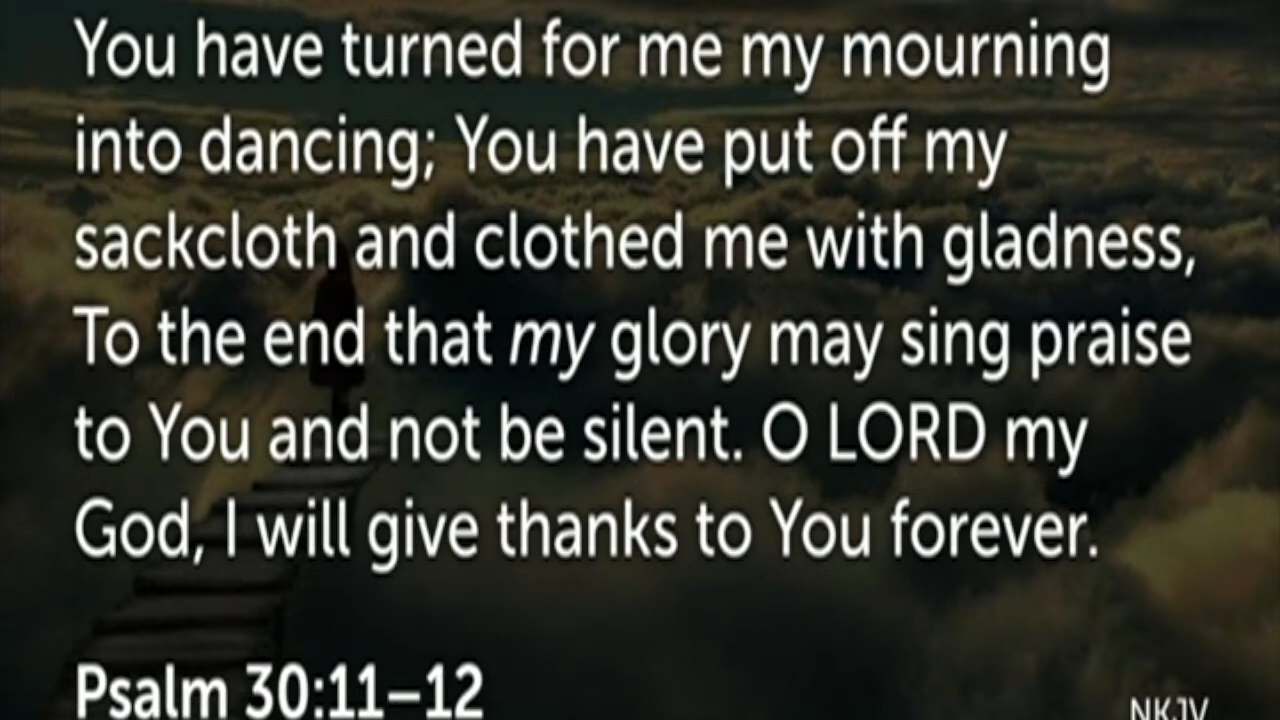 You have turned for me my mourning
into dancing; You have put off my
sackcloth and clothed me with gladness,
To the end that my glory may sing praise
to You and not be silent. O LORD my
God, I will give thanks to You forever.
Psalm 30:11–12
NKJV